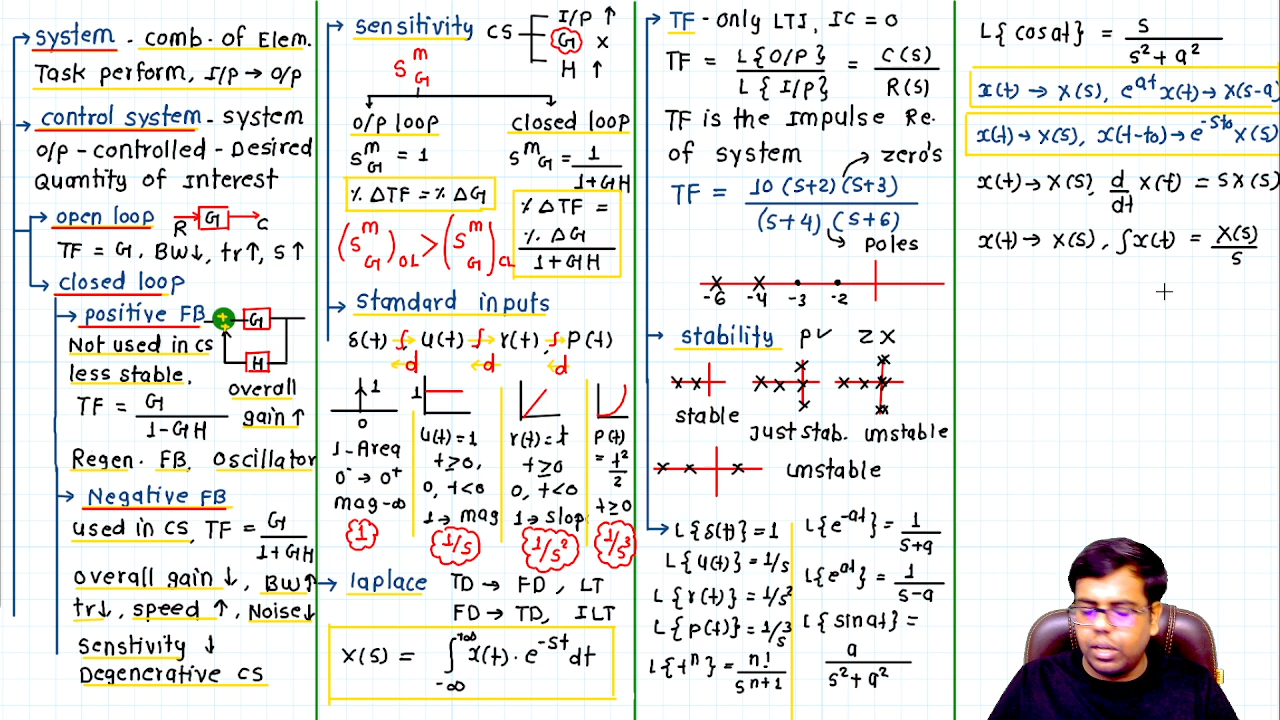 system - comb. of Elem.
Task perform, I/P → O/P
control system - system
O/P - controlled - Desired
Quantity of Interest
open loop R G C
TF = G, BW↓, tr↑, S↑
closed loop
positive FB + + G
Not used in CS H
less stable.
overall
gain ↑
TF = G / 1-GH
Regen. FB, Oscillator
Negative FB
used in CS, TF = G / 1+GH
overall gain ↓, BW↑
tr↓, speed ↑, Noise↓
Senstivity ↓
Degenerative CS
sensitivity CS I/P ↑
G x
H ↑
S^m_G
O/P loop closed loop
S^m_G = 1 S^m_G = 1 / 1+GH
% ΔTF = % ΔG
% ΔTF = % ΔG / 1+GH
(S^m_G)OL > (S^m_G)CL
Standard inputs
δ(t) ∫→ u(t) ∫→ r(t) ∫→ P(t)
←d ←d ←d
1 1
0
1-Area u(t)=1 r(t)=t P(t)
0⁻→0⁺ t≥0, t≥0 = t²/2
mag-∞ 0, t<0 0, t<0 t≥0
1→mag 1→slop
1 1/s 1/s² 1/s³
laplace TD → FD, LT
FD → TD, ILT
X(s) = ∫ +∞ -∞ x(t) · e^-st dt
TF - only LTI, IC = 0
TF = L{O/P} / L{I/P} = C(s) / R(s)
TF is the Impulse Re.
of system zero's
TF = 10 (s+2) (s+3) / (s+4) (s+6)
poles
-6 -4 -3 -2
stability P✓ Z X
stable Just stab. unstable
unstable
L{δ(t)} = 1
L{u(t)} = 1/s
L{r(t)} = 1/s²
L{p(t)} = 1/s³
L{t^n} = n! / s^n+1
L{e^-at} = 1 / s+a
L{e^at} = 1 / s-a
L{sin at} =
a / s²+a²
L{cos at} = s / s²+a²
x(t) → X(s), e^at x(t) → X(s-a)
x(t) → X(s), x(t-t₀) → e^-st₀ X(s)
x(t) → X(s), d/dt x(t) = s X(s)
x(t) → X(s), ∫x(t) = X(s) / s